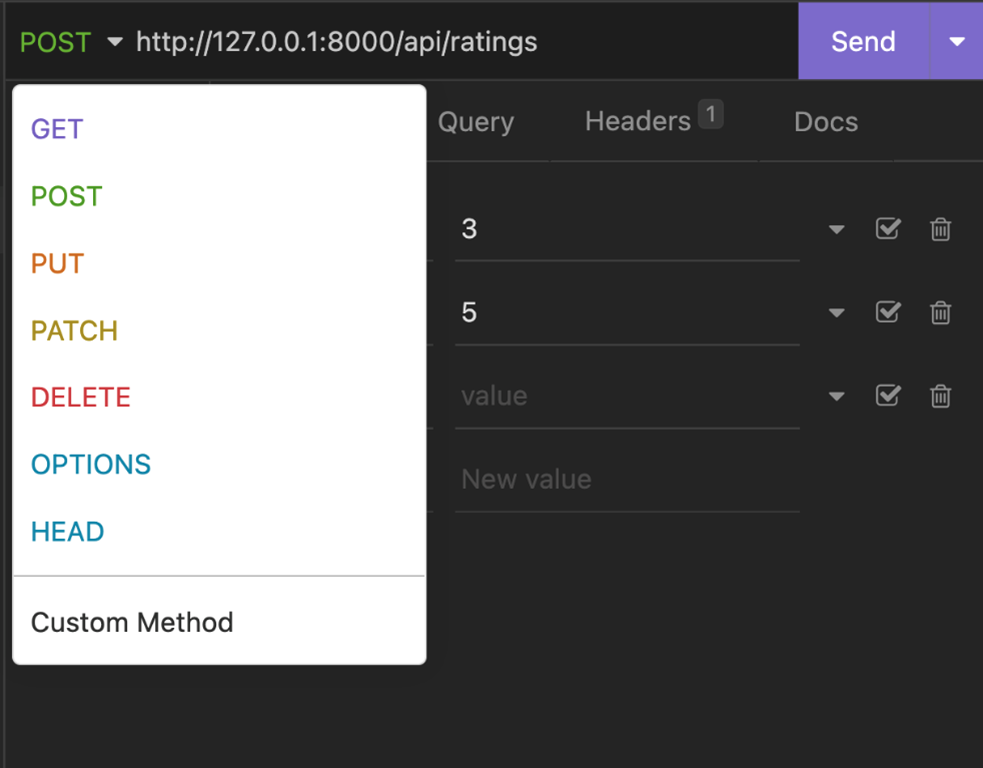 POST http://127.0.0.1:8000/api/ratings Send
GET
Query Headers 1 Docs
POST
3
PUT
5
PATCH
DELETE
value
OPTIONS
New value
HEAD
Custom Method